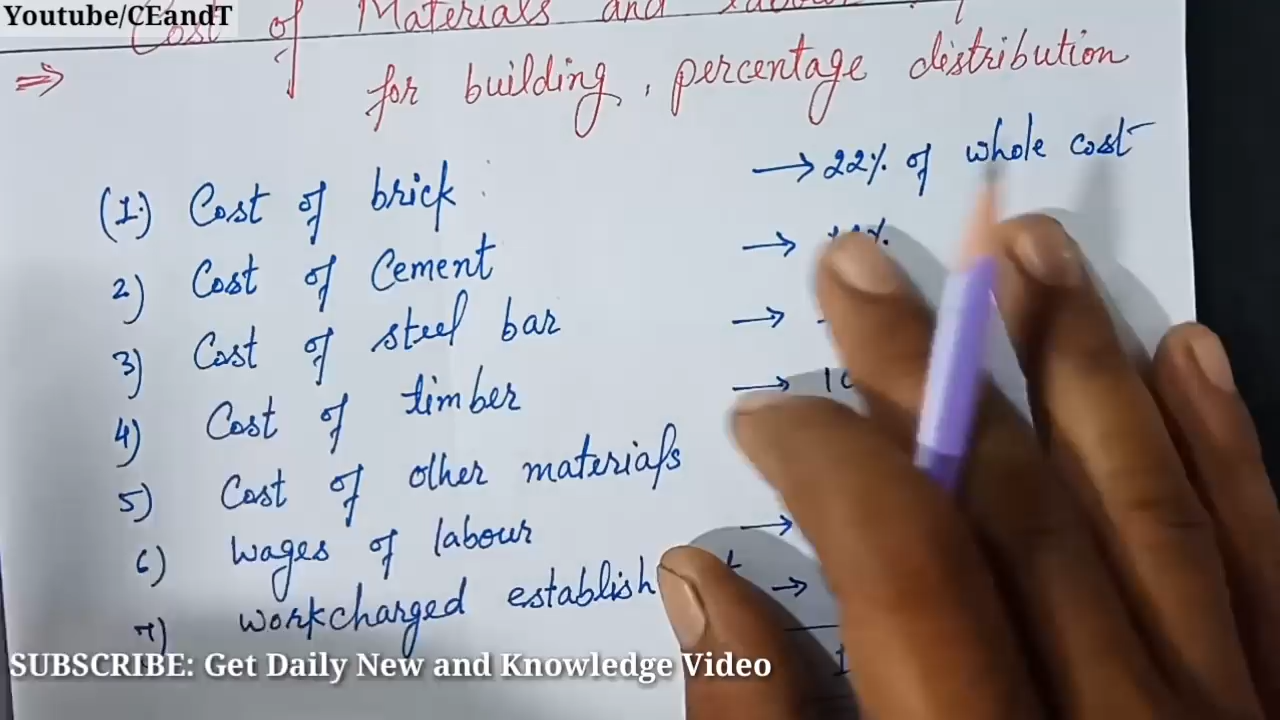 Youtube/CEandT
Cost of Materials and
⇒ for building, percentage distribution
(1.) Cost of brick → 22% of whole cost
2) Cost of Cement →
3) Cost of steel bar →
4) Cost of timber →
5) Cost of other materials
6) wages of labour →
7) workcharged establish →
SUBSCRIBE: Get Daily New and Knowledge Video